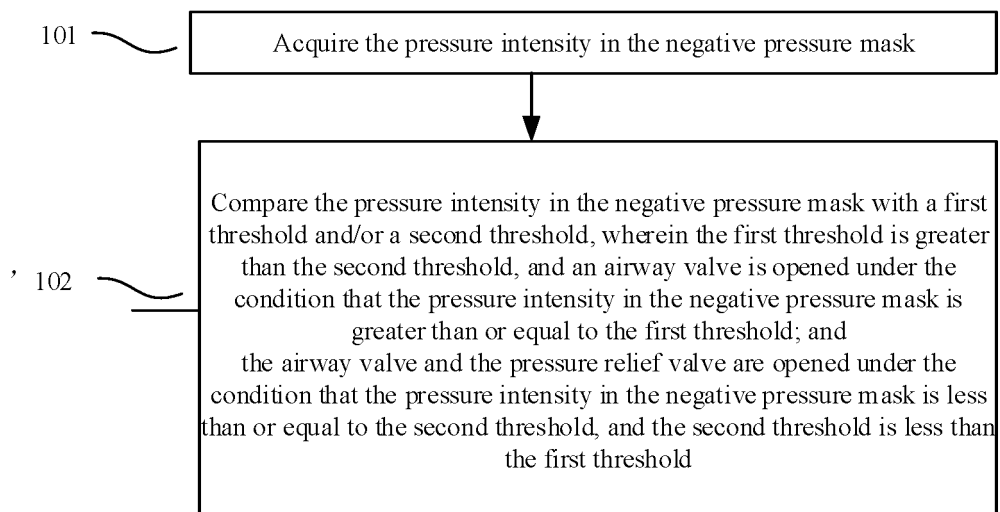 101
Acquire the pressure intensity in the negative pressure mask
Compare the pressure intensity in the negative pressure mask with a first
threshold and/or a second threshold, wherein the first threshold is greater
than the second threshold, and an airway valve is opened under the
, 102
condition that the pressure intensity in the negative pressure mask is
greater than or equal to the first threshold; and
the airway valve and the pressure relief valve are opened under the
condition that the pressure intensity in the negative pressure mask is less
than or equal to the second threshold, and the second threshold is less than
the first threshold